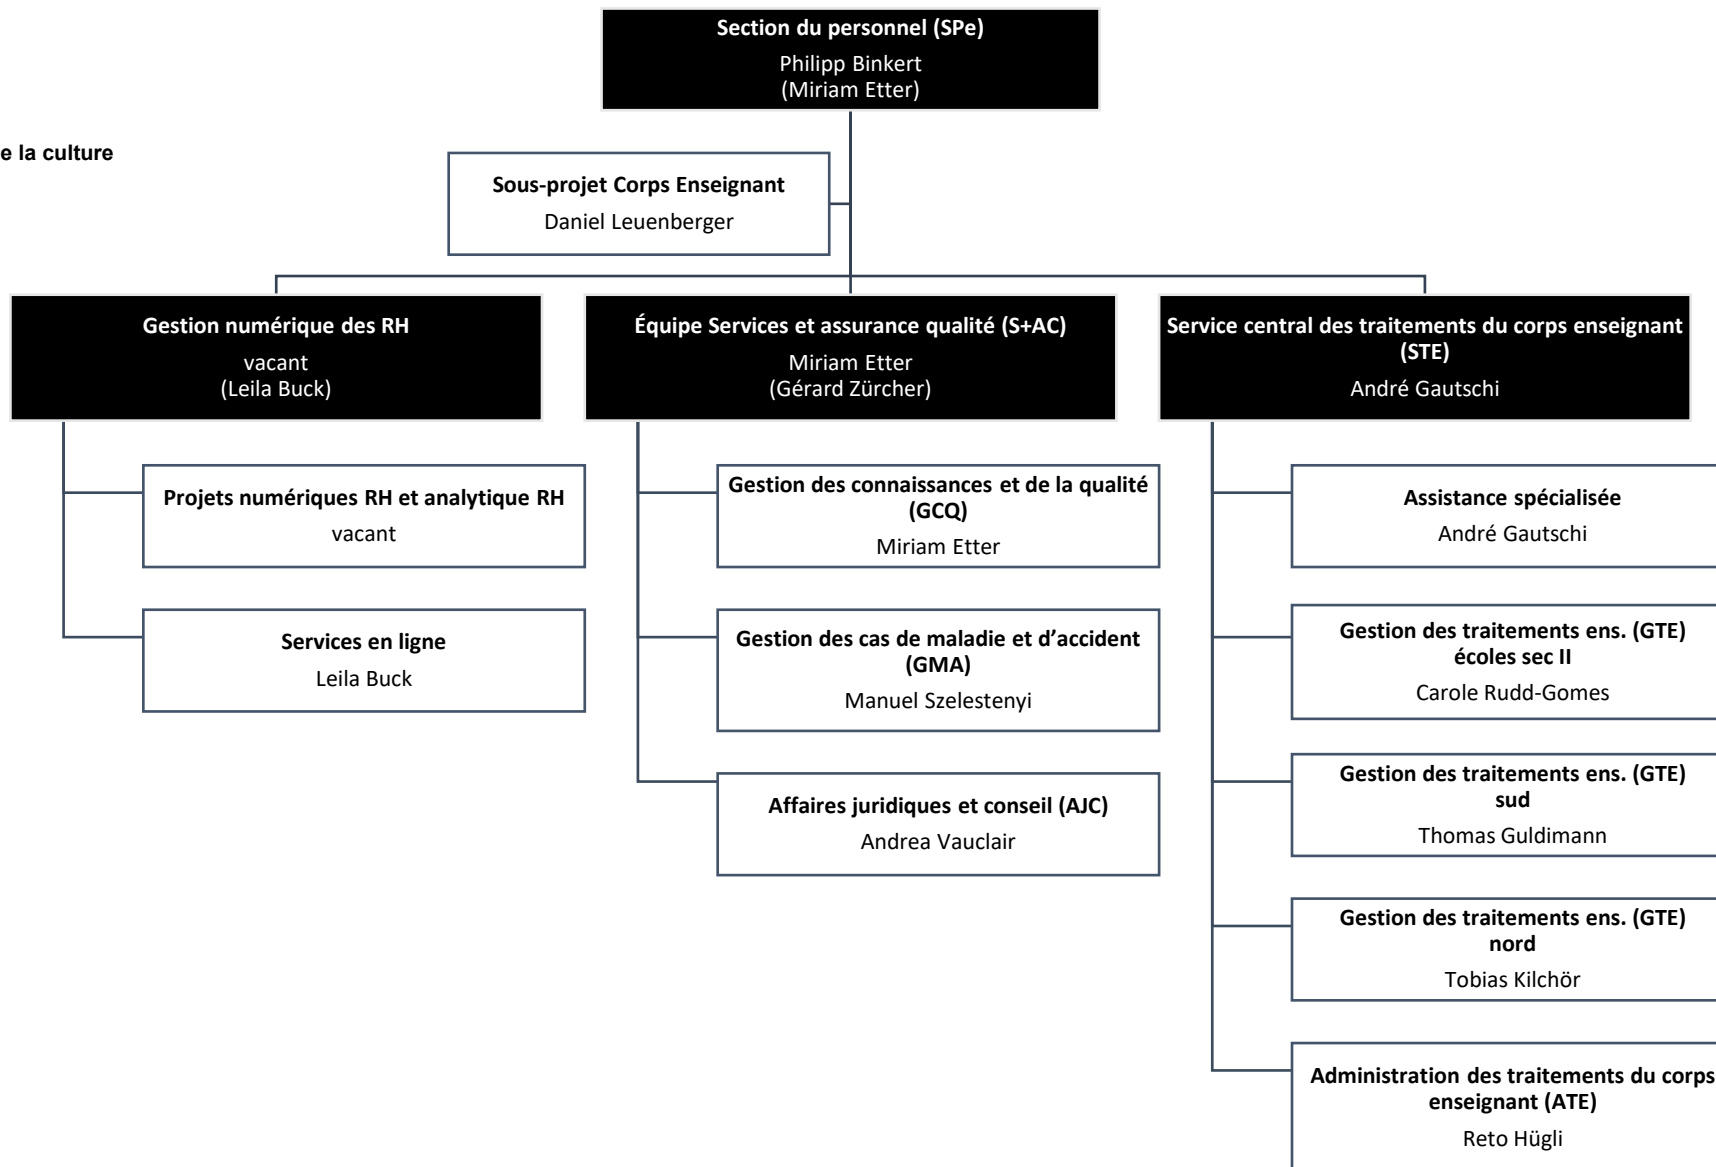 Section du personnel (SPe)
Philipp Binkert
(Miriam Etter)
e la culture
Sous-projet Corps Enseignant
Daniel Leuenberger
Gestion numérique des RH
vacant
(Leila Buck)
Équipe Services et assurance qualité (S+AC)
Miriam Etter
(Gérard Zürcher)
Service central des traitements du corps enseignant
(STE)
André Gautschi
Projets numériques RH et analytique RH
vacant
Services en ligne
Leila Buck
Gestion des connaissances et de la qualité
(GCQ)
Miriam Etter
Gestion des cas de maladie et d’accident
(GMA)
Manuel Szelestenyi
Affaires juridiques et conseil (AJC)
Andrea Vauclair
Assistance spécialisée
André Gautschi
Gestion des traitements ens. (GTE)
écoles sec II
Carole Rudd-Gomes
Gestion des traitements ens. (GTE)
sud
Thomas Guldimann
Gestion des traitements ens. (GTE)
nord
Tobias Kilchör
Administration des traitements du corps
enseignant (ATE)
Reto Hügli